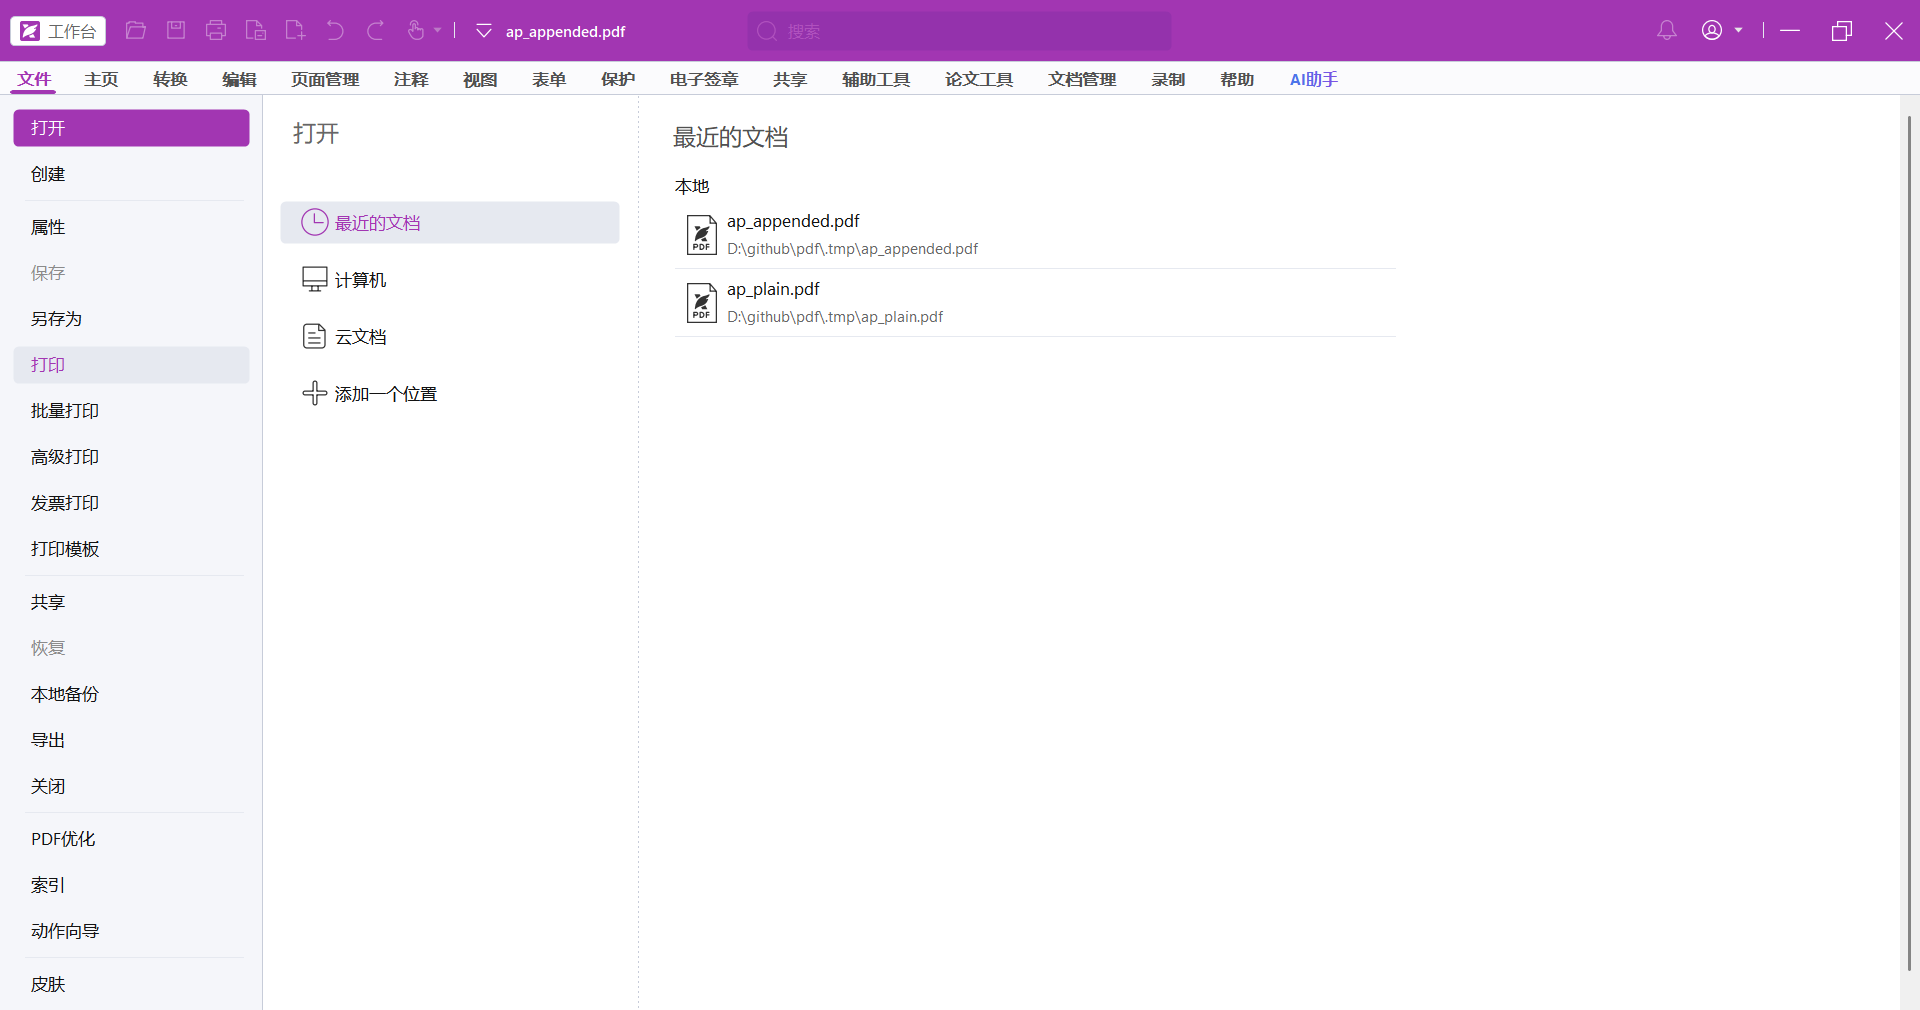 工作台
ap_appended.pdf
搜索
文件 主页 转换 编辑 页面管理 注释 视图 表单 保护 电子签章 共享 辅助工具 论文工具 文档管理 录制 帮助 AI助手
打开
创建
属性
保存
另存为
打印
批量打印
高级打印
发票打印
打印模板
共享
恢复
本地备份
导出
关闭
PDF优化
索引
动作向导
皮肤
打开
最近的文档
计算机
云文档
添加一个位置
最近的文档
本地
PDF
ap_appended.pdf
D:\github\pdf\.tmp\ap_appended.pdf
PDF
ap_plain.pdf
D:\github\pdf\.tmp\ap_plain.pdf